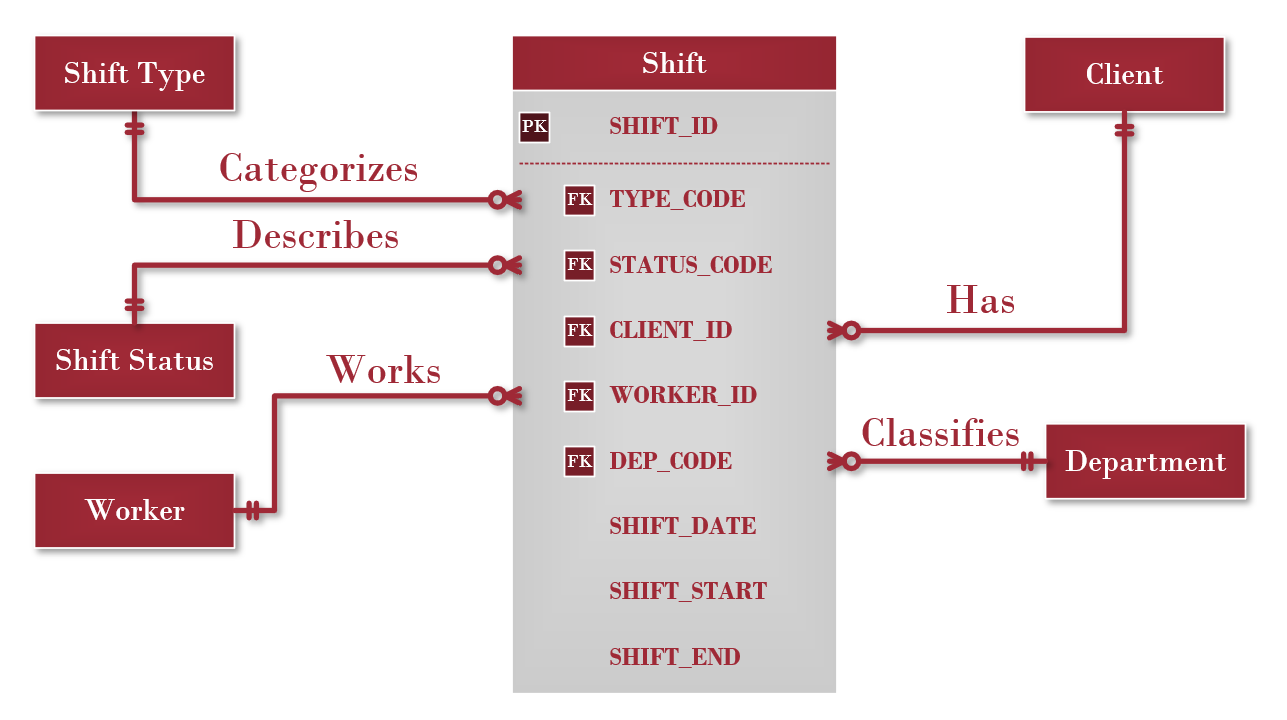 Shift Type
Categorizes
Describes
Shift Status
Works
Worker
Shift
PK SHIFT_ID
FK TYPE_CODE
FK STATUS_CODE
FK CLIENT_ID
FK WORKER_ID
FK DEP_CODE
SHIFT_DATE
SHIFT_START
SHIFT_END
Client
Has
Classifies
Department